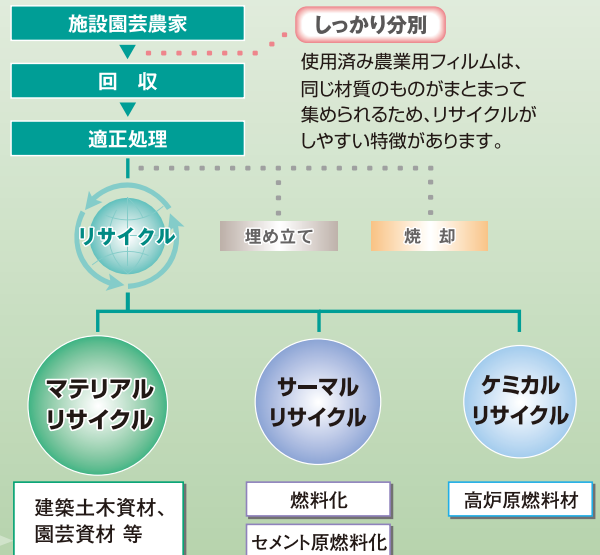 施設園芸農家
しっかり分別
使用済み農業用フィルムは、
同じ材質のものがまとまって
集められるため、リサイクルが
しやすい特徴があります。
回　収
適正処理
リサイクル
埋め立て
焼　却
マテリアル
リサイクル
サーマル
リサイクル
ケミカル
リサイクル
建築土木資材、
園芸資材 等
燃料化
セメント原燃料化
高炉原燃料材